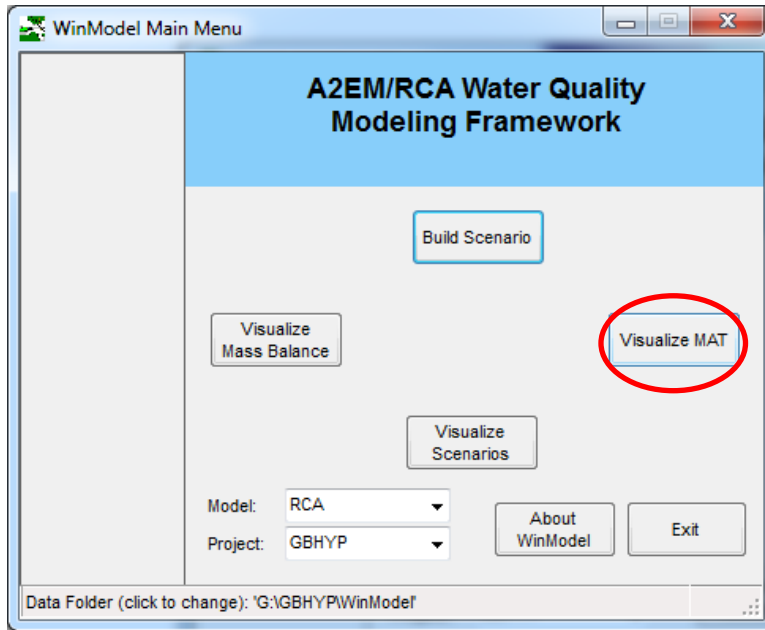 WinModel Main Menu
A2EM/RCA Water Quality
Modeling Framework
Build Scenario
Visualize
Mass Balance
Visualize MAT
Visualize
Scenarios
Model: RCA
Project: GBHYP
About
WinModel
Exit
Data Folder (click to change): 'G:\GBHYP\WinModel'